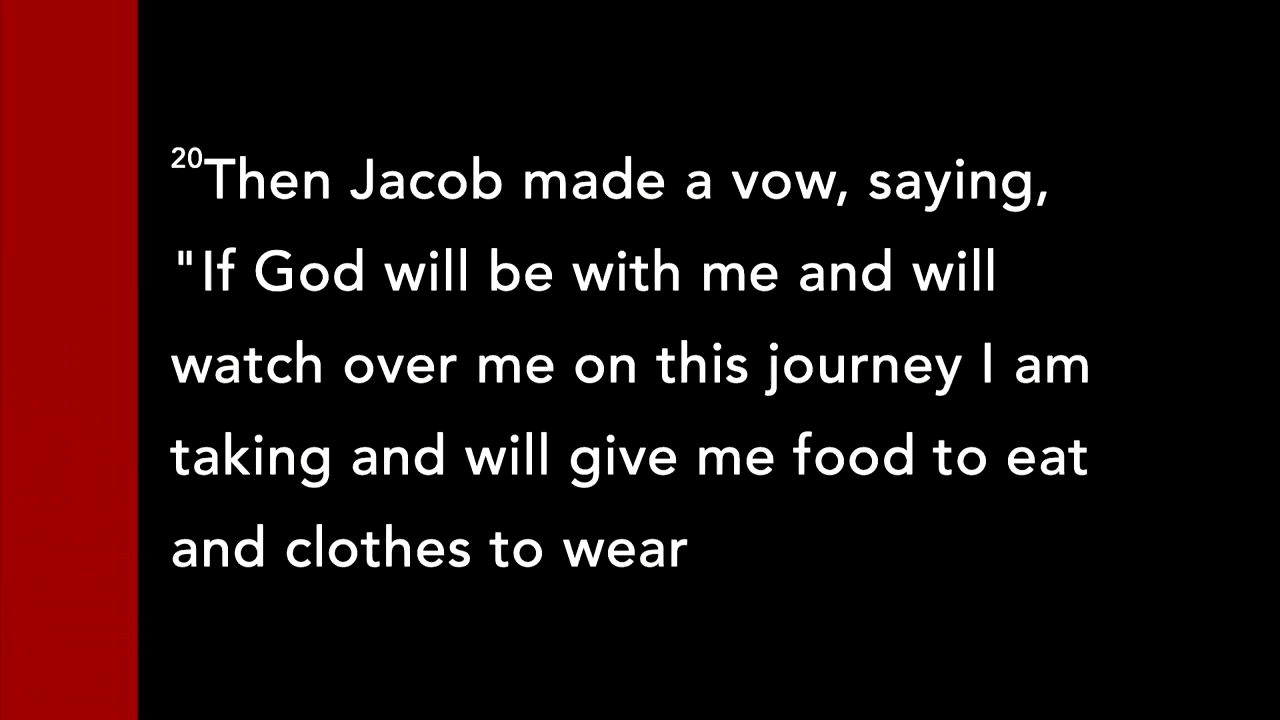 20Then Jacob made a vow, saying,
"If God will be with me and will
watch over me on this journey I am
taking and will give me food to eat
and clothes to wear